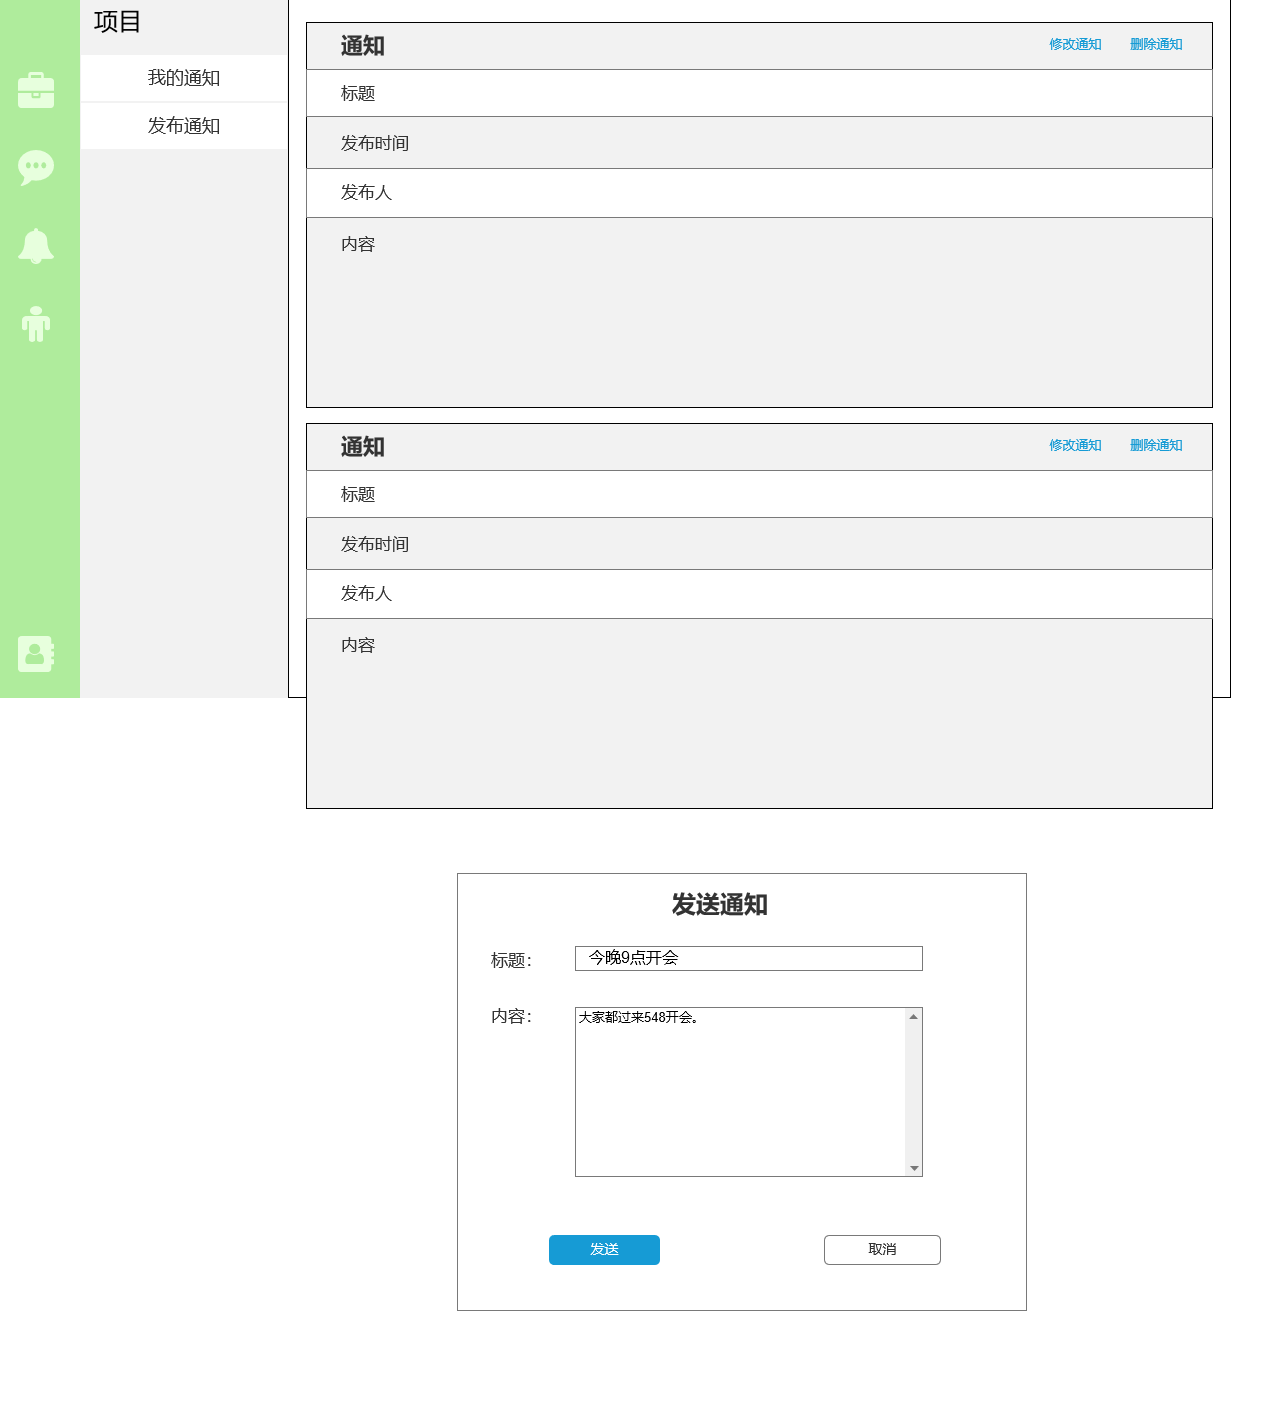 项目
我的通知
发布通知
通知 修改通知 删除通知
标题
发布时间
发布人
内容
通知 修改通知 删除通知
标题
发布时间
发布人
内容
发送通知
标题： 今晚9点开会
内容： 大家都过来548开会。
发送 取消